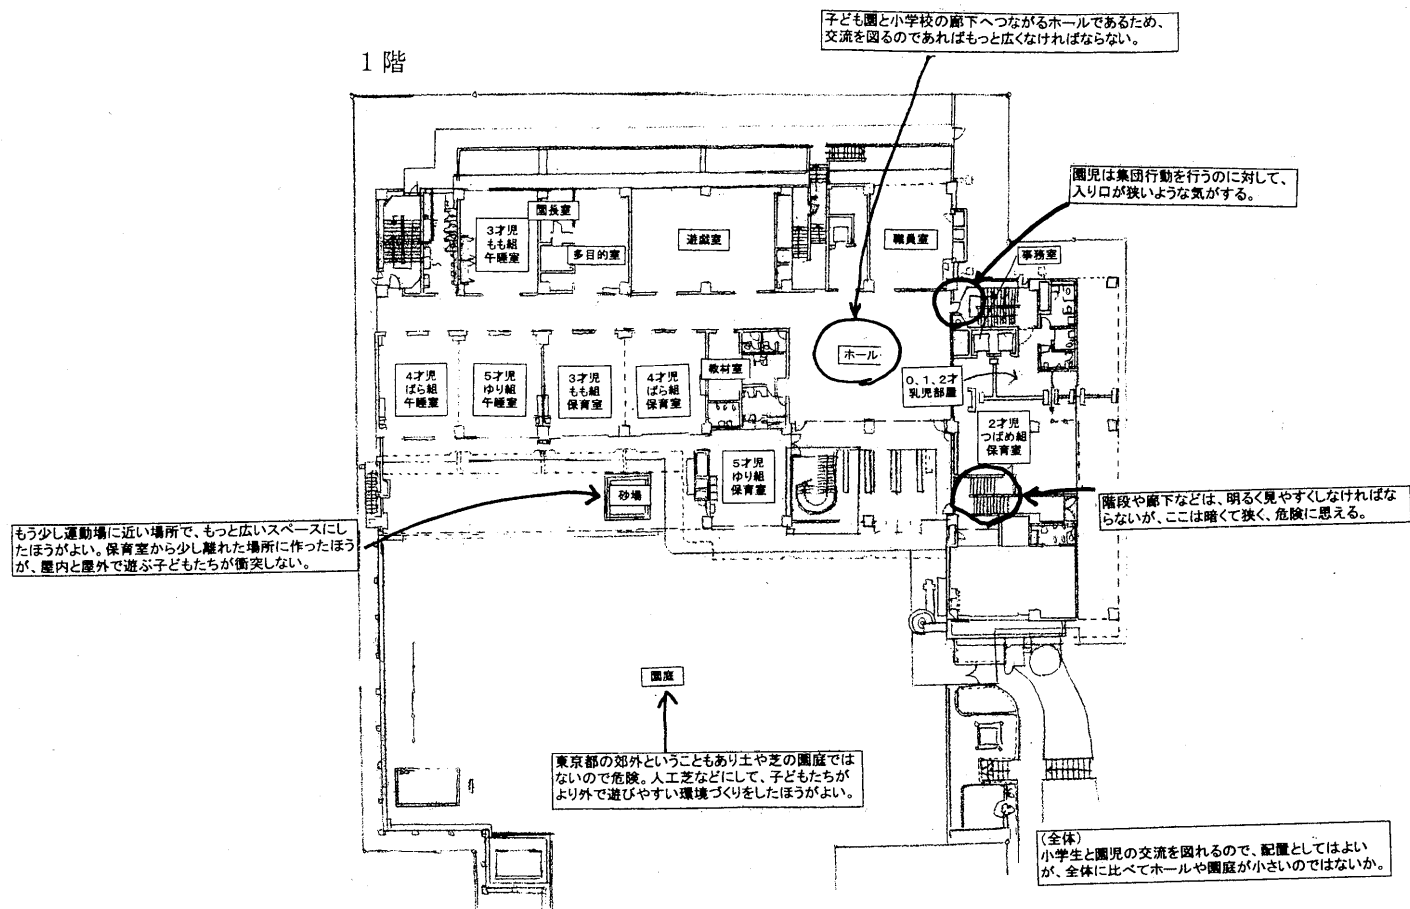 子ども園と小学校の廊下へつながるホールであるため、
交流を図るのであればもっと広くなければならない。
1階
園児は集団行動を行うのに対して、
入り口が狭いような気がする。
園長室
3才児
もも組
午睡室
多目的室
遊戯室
職員室
事務室
ホール
4才児
ばら組
午睡室
5才児
ゆり組
午睡室
3才児
もも組
保育室
4才児
ばら組
保育室
教材室
0、1、2才
乳児部屋
2才児
つばめ組
保育室
5才児
ゆり組
保育室
砂場
階段や廊下などは、明るく見やすくしなければな
らないが、ここは暗くて狭く、危険に思える。
もう少し運動場に近い場所で、もっと広いスペースにし
たほうがよい。保育室から少し離れた場所に作ったほう
が、屋内と屋外で遊ぶ子どもたちが衝突しない。
園庭
東京都の郊外ということもあり土や芝の園庭では
ないので危険。人工芝などにして、子どもたちが
より外で遊びやすい環境づくりをしたほうがよい。
(全体)
小学生と園児の交流を図れるので、配置としてはよい
が、全体に比べてホールや園庭が小さいのではないか。